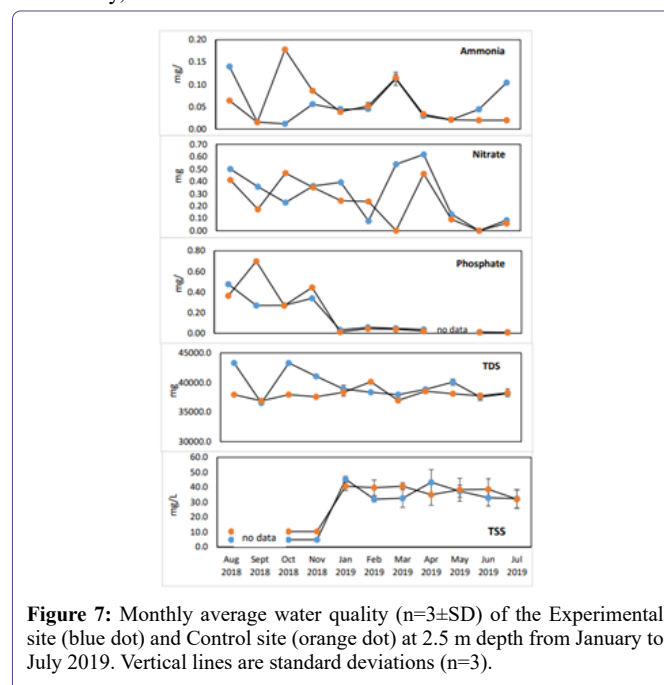 Ammonia
0.20
0.15
0.10
0.05
0.00
mg/
Nitrate
0.70
0.60
0.50
0.40
0.30
0.20
0.10
0.00
mg
Phosphate
0.80
0.60
0.40
0.20
0.00
mg/
no data
TDS
45000.0
40000.0
35000.0
30000.0
mg
60.0
50.0
40.0
30.0
20.0
10.0
0.0
mg/L
no data
TSS
Aug Sept Oct Nov Jan Feb Mar Apr May Jun Jul
2018 2018 2018 2018 2019 2019 2019 2019 2019 2019 2019
Figure 7: Monthly average water quality (n=3±SD) of the Experimental
site (blue dot) and Control site (orange dot) at 2.5 m depth from January to
July 2019. Vertical lines are standard deviations (n=3).